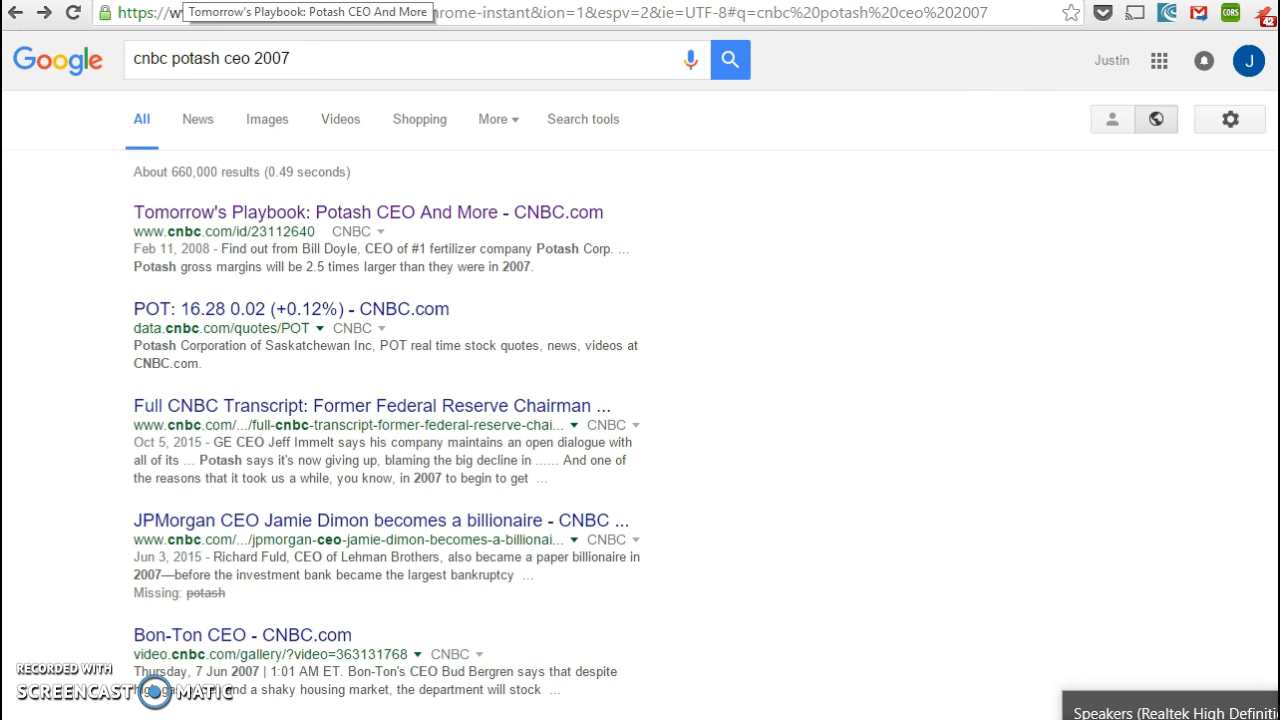 https://w
Tomorrow's Playbook: Potash CEO And More
rome-instant&ion=1&espv=2&ie=UTF-8#q=cnbc%20potash%20ceo%202007
CORS
42
Google
cnbc potash ceo 2007
Justin
J
All News Images Videos Shopping More Search tools
About 660,000 results (0.49 seconds)
Tomorrow's Playbook: Potash CEO And More - CNBC.com
www.cnbc.com/id/23112640 CNBC
Feb 11, 2008 - Find out from Bill Doyle, CEO of #1 fertilizer company Potash Corp. ...
Potash gross margins will be 2.5 times larger than they were in 2007.
POT: 16.28 0.02 (+0.12%) - CNBC.com
data.cnbc.com/quotes/POT CNBC
Potash Corporation of Saskatchewan Inc, POT real time stock quotes, news, videos at
CNBC.com.
Full CNBC Transcript: Former Federal Reserve Chairman ...
www.cnbc.com/.../full-cnbc-transcript-former-federal-reserve-chai... CNBC
Oct 5, 2015 - GE CEO Jeff Immelt says his company maintains an open dialogue with
all of its ... Potash says it's now giving up, blaming the big decline in ...... And one of
the reasons that it took us a while, you know, in 2007 to begin to get ...
JPMorgan CEO Jamie Dimon becomes a billionaire - CNBC ...
www.cnbc.com/.../jpmorgan-ceo-jamie-dimon-becomes-a-billionai... CNBC
Jun 3, 2015 - Richard Fuld, CEO of Lehman Brothers, also became a paper billionaire in
2007—before the investment bank became the largest bankruptcy ...
Missing: potash
Bon-Ton CEO - CNBC.com
video.cnbc.com/gallery/?video=363131768 CNBC
Thursday, 7 Jun 2007 | 1:01 AM ET. Bon-Ton's CEO Bud Bergren says that despite
and a shaky housing market, the department will stock ...
RECORDED WITH
SCREENCAST MATIC
Speakers (Realtek High Definiti